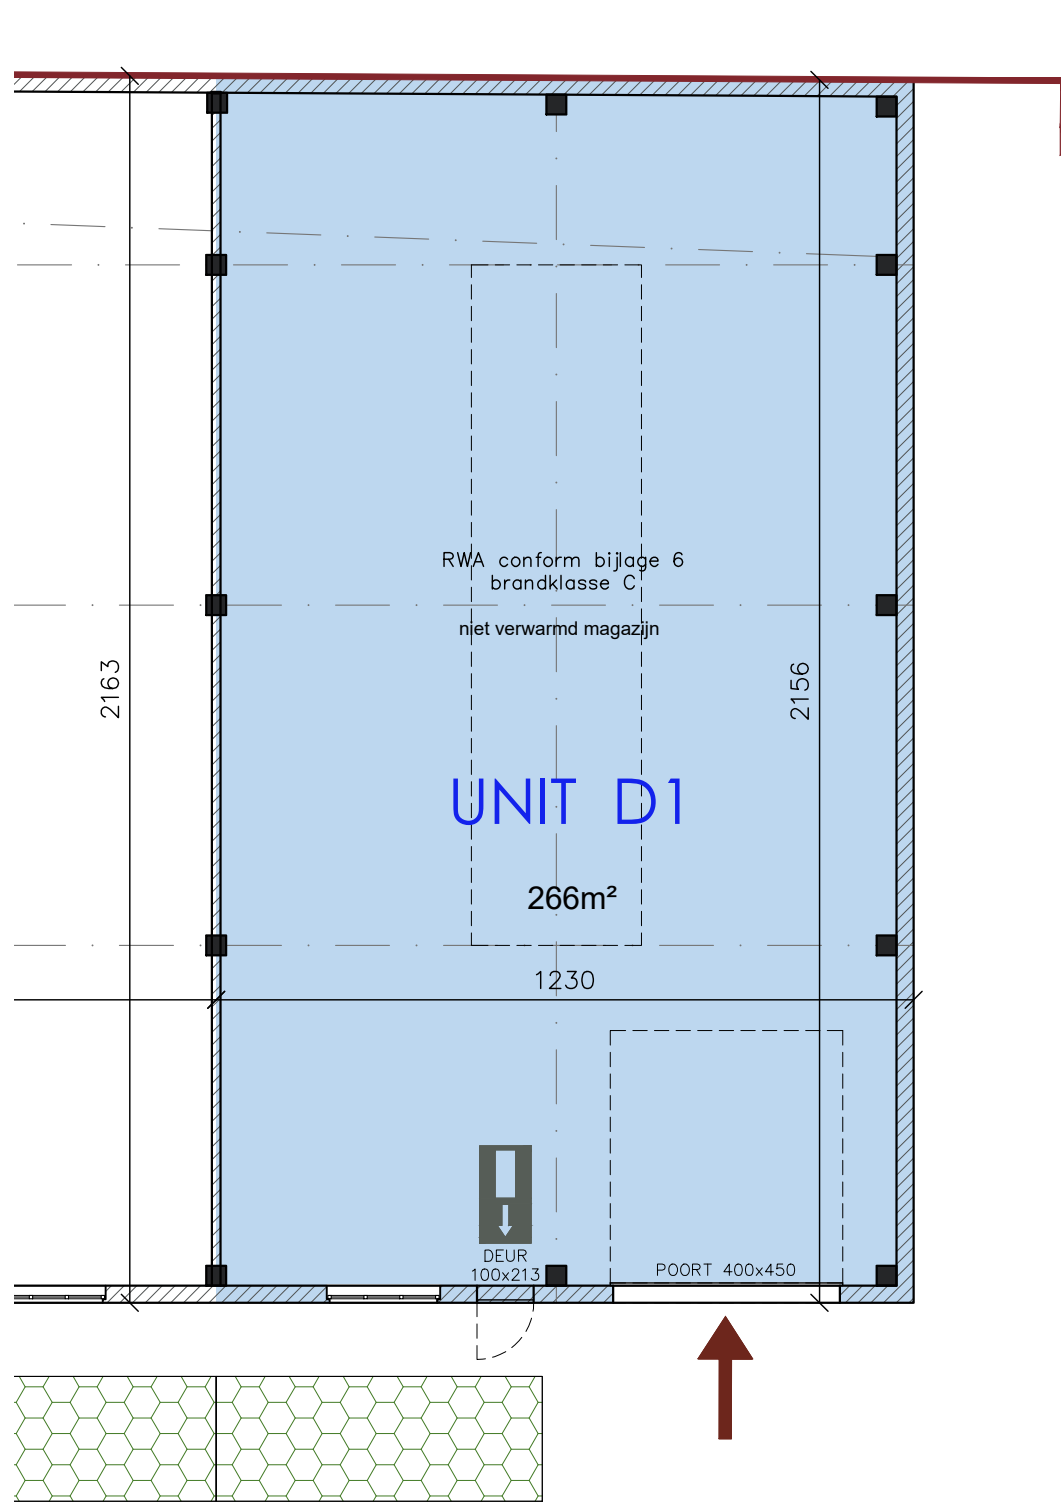 RWA conform bijlage 6
brandklasse C
niet verwarmd magazijn
2163
2156
UNIT D1
266m²
1230
DEUR
100x213
POORT 400x450